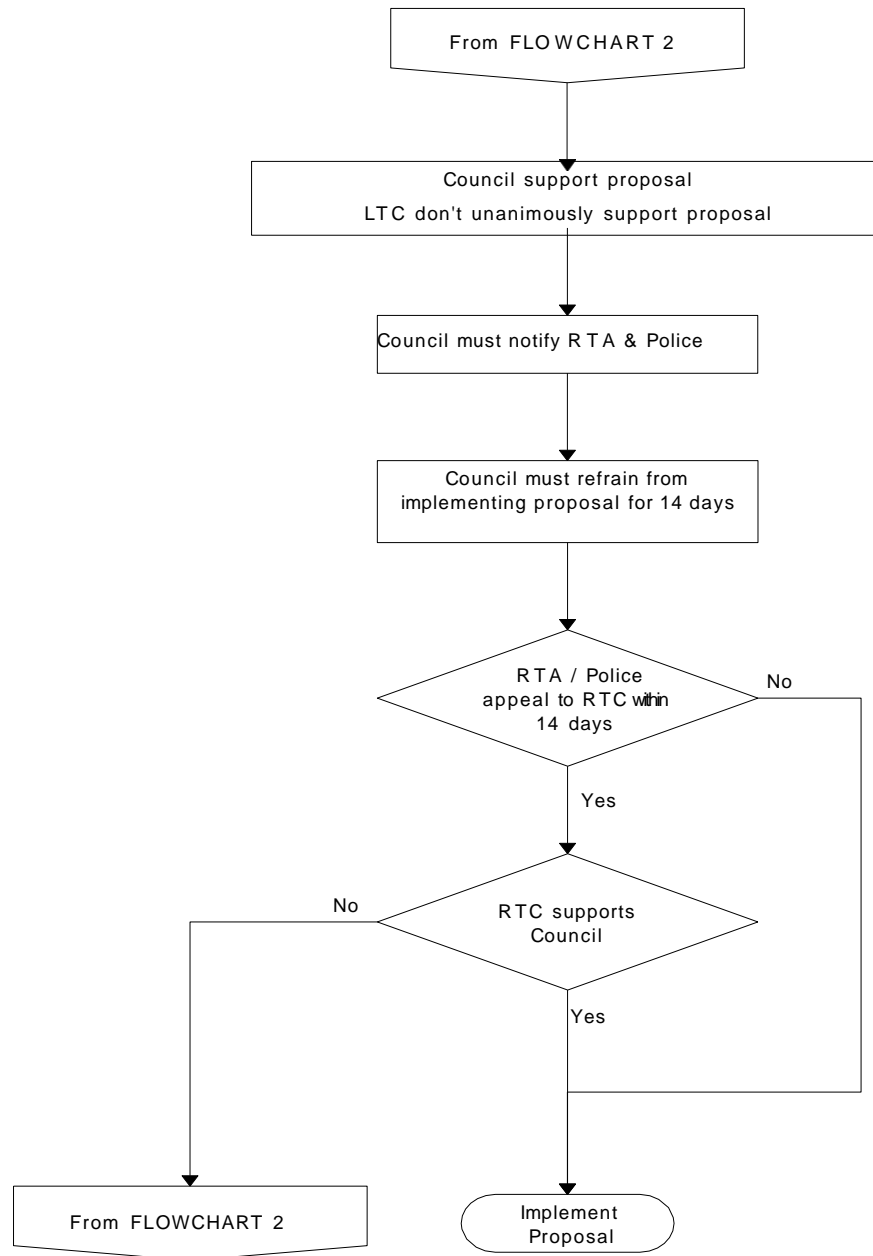 From FLOWCHART 2
Council support proposal
LTC don't unanimously support proposal
Council must notify RTA & Police
Council must refrain from
implementing proposal for 14 days
RTA / Police
appeal to RTC within
14 days
No
Yes
No
RTC supports
Council
Yes
From FLOWCHART 2
Implement
Proposal